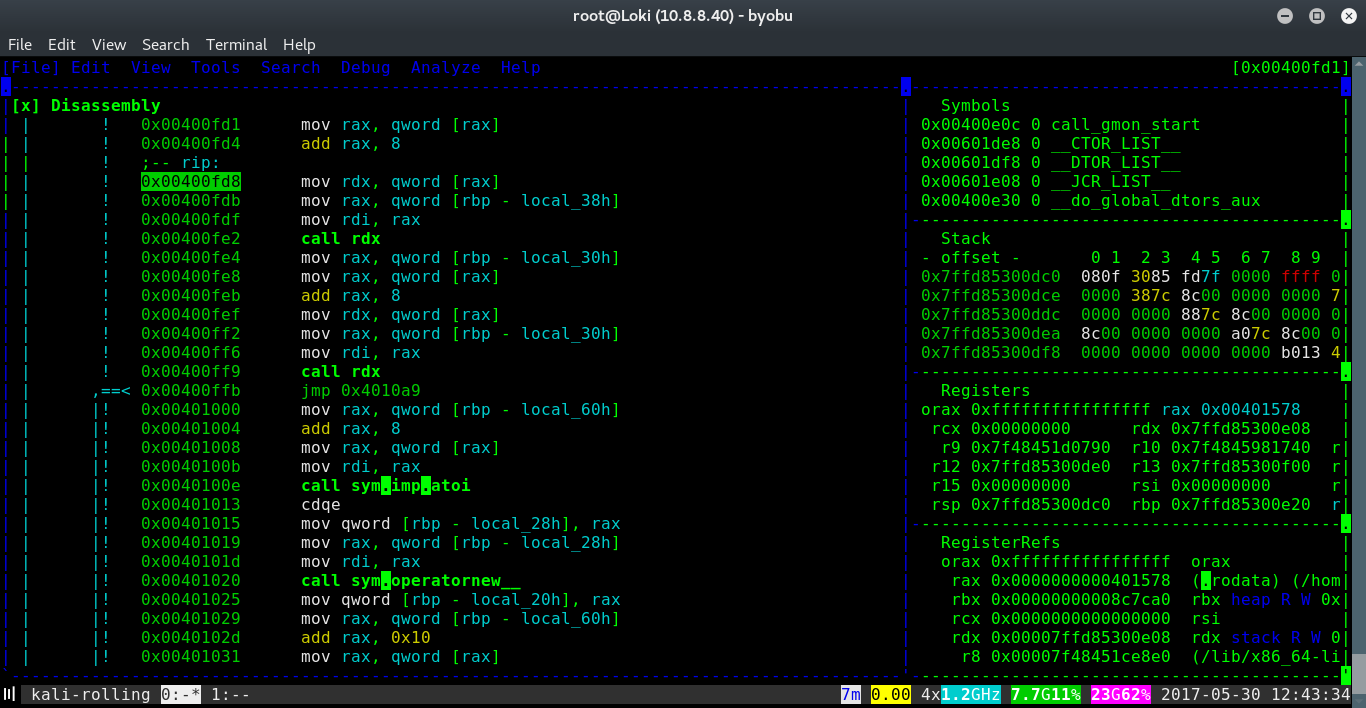 root@Loki (10.8.8.40) - byobu
File Edit View Search Terminal Help
[File] Edit View Tools Search Debug Analyze Help [0x00400fd1]
[x] Disassembly
0x00400fd1 mov rax, qword [rax]
0x00400fd4 add rax, 8
;-- rip:
0x00400fd8 mov rdx, qword [rax]
0x00400fdb mov rax, qword [rbp - local_38h]
0x00400fdf mov rdi, rax
0x00400fe2 call rdx
0x00400fe4 mov rax, qword [rbp - local_30h]
0x00400fe8 mov rax, qword [rax]
0x00400feb add rax, 8
0x00400fef mov rdx, qword [rax]
0x00400ff2 mov rax, qword [rbp - local_30h]
0x00400ff6 mov rdi, rax
0x00400ff9 call rdx
,==< 0x00400ffb jmp 0x4010a9
0x00401000 mov rax, qword [rbp - local_60h]
0x00401004 add rax, 8
0x00401008 mov rax, qword [rax]
0x0040100b mov rdi, rax
0x0040100e call sym.imp.atoi
0x00401013 cdqe
0x00401015 mov qword [rbp - local_28h], rax
0x00401019 mov rax, qword [rbp - local_28h]
0x0040101d mov rdi, rax
0x00401020 call sym.operatornew__
0x00401025 mov qword [rbp - local_20h], rax
0x00401029 mov rax, qword [rbp - local_60h]
0x0040102d add rax, 0x10
0x00401031 mov rax, qword [rax]
Symbols
0x00400e0c 0 call_gmon_start
0x00601de8 0 __CTOR_LIST__
0x00601df8 0 __DTOR_LIST__
0x00601e08 0 __JCR_LIST__
0x00400e30 0 __do_global_dtors_aux
Stack
- offset - 0 1 2 3 4 5 6 7 8 9
0x7ffd85300dc0 080f 3085 fd7f 0000 ffff 0
0x7ffd85300dce 0000 387c 8c00 0000 0000 7
0x7ffd85300ddc 0000 0000 887c 8c00 0000 0
0x7ffd85300dea 8c00 0000 0000 a07c 8c00 0
0x7ffd85300df8 0000 0000 0000 0000 b013 4
Registers
orax 0xffffffffffffffff rax 0x00401578
rcx 0x00000000 rdx 0x7ffd85300e08
r9 0x7f48451d0790 r10 0x7f4845981740 r
r12 0x7ffd85300de0 r13 0x7ffd85300f00 r
r15 0x00000000 rsi 0x00000000 r
rsp 0x7ffd85300dc0 rbp 0x7ffd85300e20 r
RegisterRefs
orax 0xffffffffffffffff orax
rax 0x0000000000401578 (.rodata) (/hom
rbx 0x00000000008c7ca0 rbx heap R W 0x
rcx 0x0000000000000000 rsi
rdx 0x00007ffd85300e08 rdx stack R W 0
r8 0x00007f48451ce8e0 (/lib/x86_64-li
kali-rolling 0:-* 1:-- 7m 0.00 4x1.2GHz 7.7G11% 23G62% 2017-05-30 12:43:34